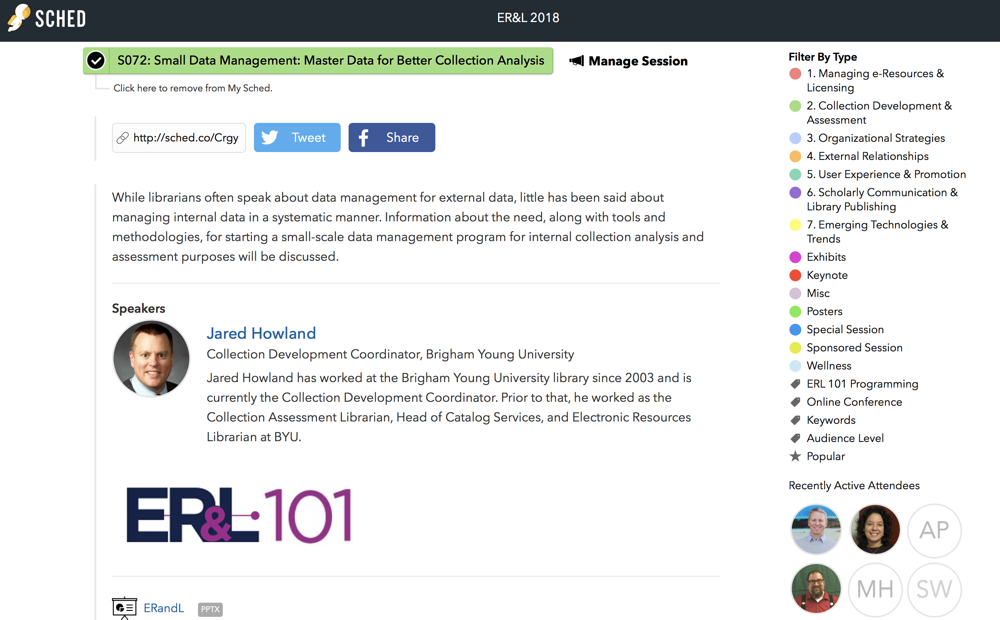 SCHED
ER&L 2018
S072: Small Data Management: Master Data for Better Collection Analysis
Manage Session
Click here to remove from My Sched.
http://sched.co/Crgy
Tweet
Share
While librarians often speak about data management for external data, little has been said about
managing internal data in a systematic manner. Information about the need, along with tools and
methodologies, for starting a small-scale data management program for internal collection analysis and
assessment purposes will be discussed.
Speakers
Jared Howland
Collection Development Coordinator, Brigham Young University
Jared Howland has worked at the Brigham Young University library since 2003 and is
currently the Collection Development Coordinator. Prior to that, he worked as the
Collection Assessment Librarian, Head of Catalog Services, and Electronic Resources
Librarian at BYU.
ER&L 101
ERandL
PPTX
Filter By Type
1. Managing e-Resources &
Licensing
2. Collection Development &
Assessment
3. Organizational Strategies
4. External Relationships
5. User Experience & Promotion
6. Scholarly Communication &
Library Publishing
7. Emerging Technologies &
Trends
Exhibits
Keynote
Misc
Posters
Special Session
Sponsored Session
Wellness
ERL 101 Programming
Online Conference
Keywords
Audience Level
Popular
Recently Active Attendees
AP
MH
SW